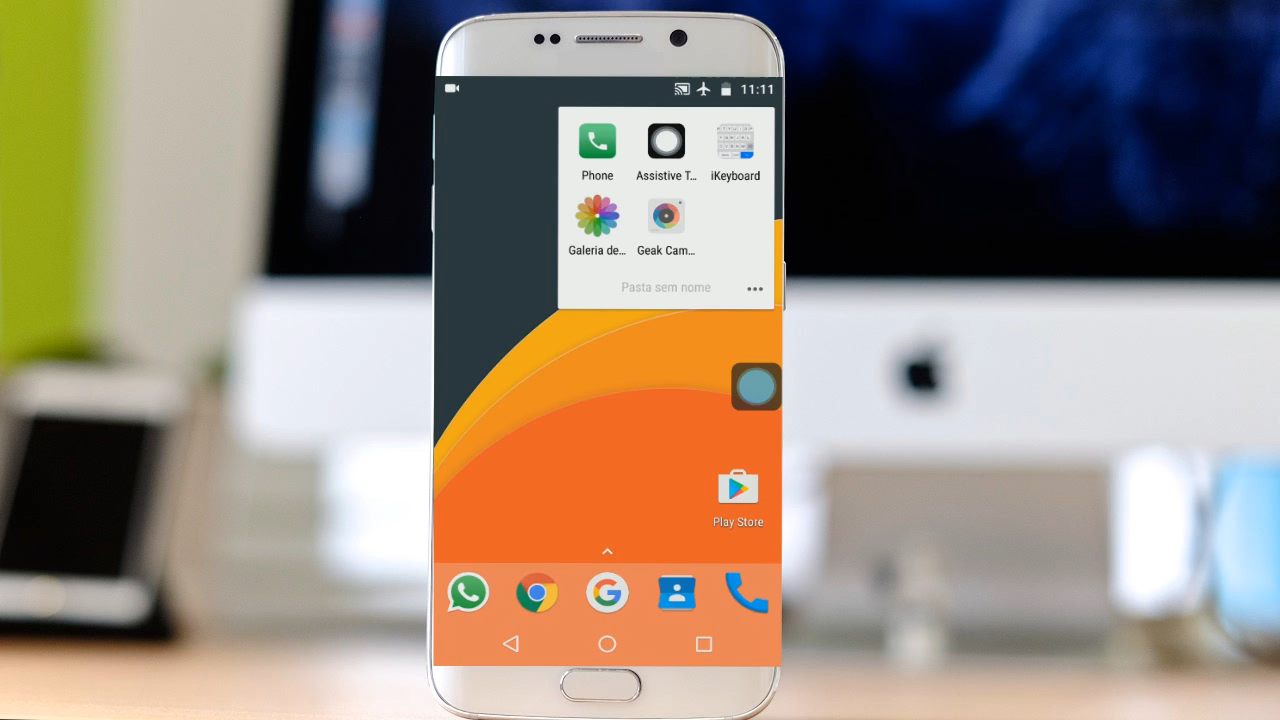 11:11
Phone
Assistive T...
iKeyboard
Galeria de...
Geak Cam...
Pasta sem nome
Play Store